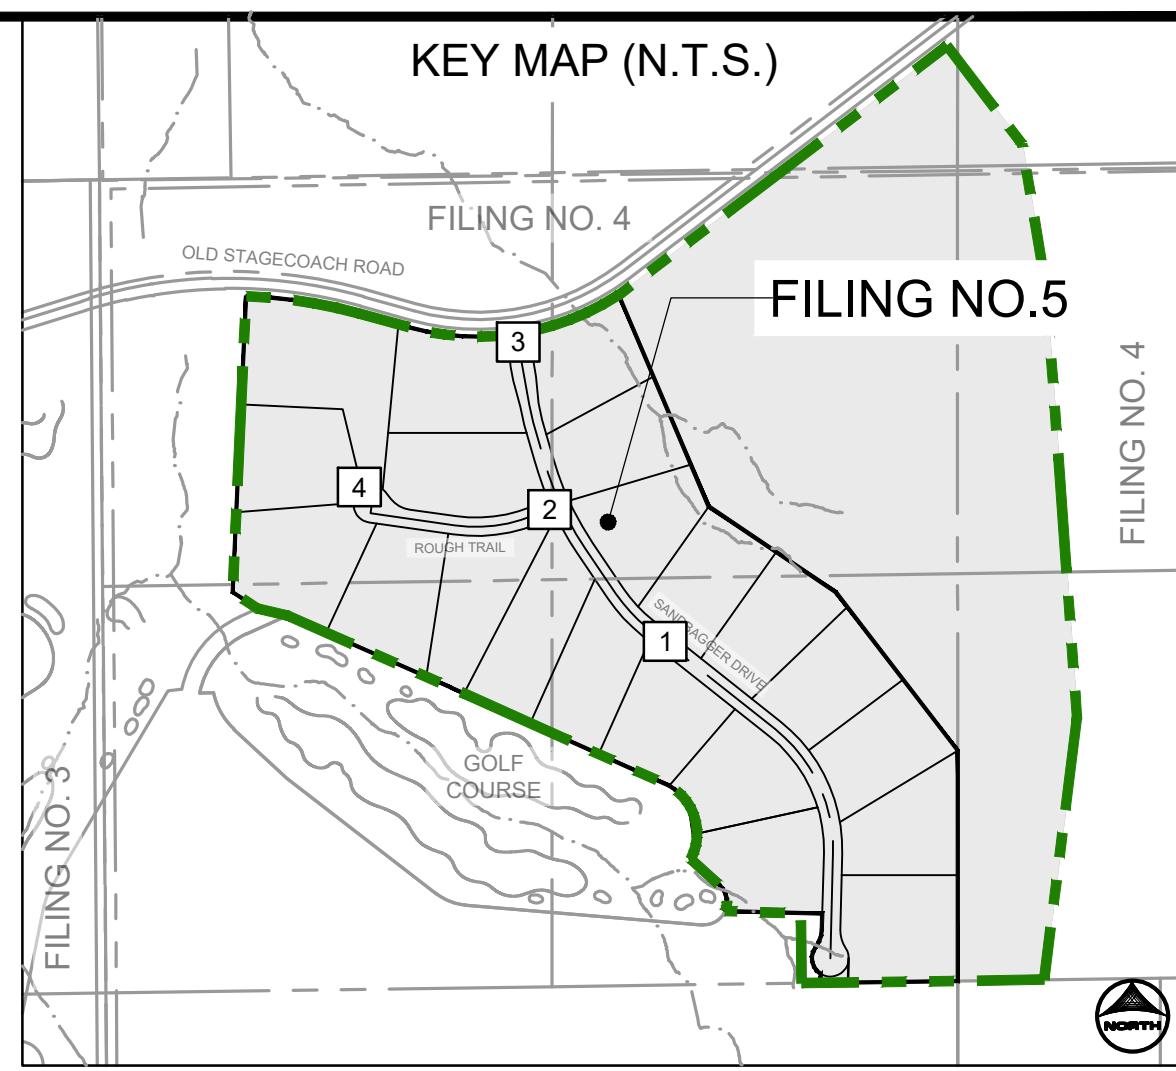 KEY MAP (N.T.S.)
FILING NO. 4
OLD STAGECOACH ROAD
FILING NO.5
3
FILING NO. 4
4
2
ROUGH TRAIL
SANDBAGGER DRIVE
1
GOLF
COURSE
FILING NO. 3
NORTH